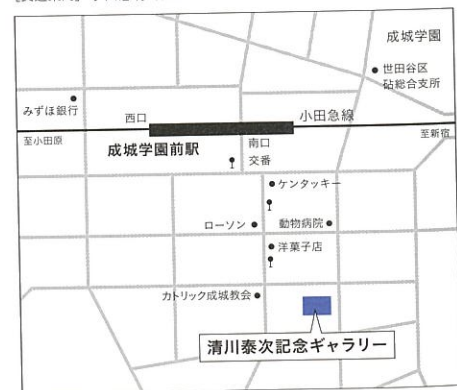 成城学園
世田谷区
砧総合支所
みずほ銀行
西口
小田急線
至小田原
成城学園前駅
南口
至新宿
交番
ケンタッキー
ローソン
動物病院
洋菓子店
カトリック成城教会
清川泰次記念ギャラリー